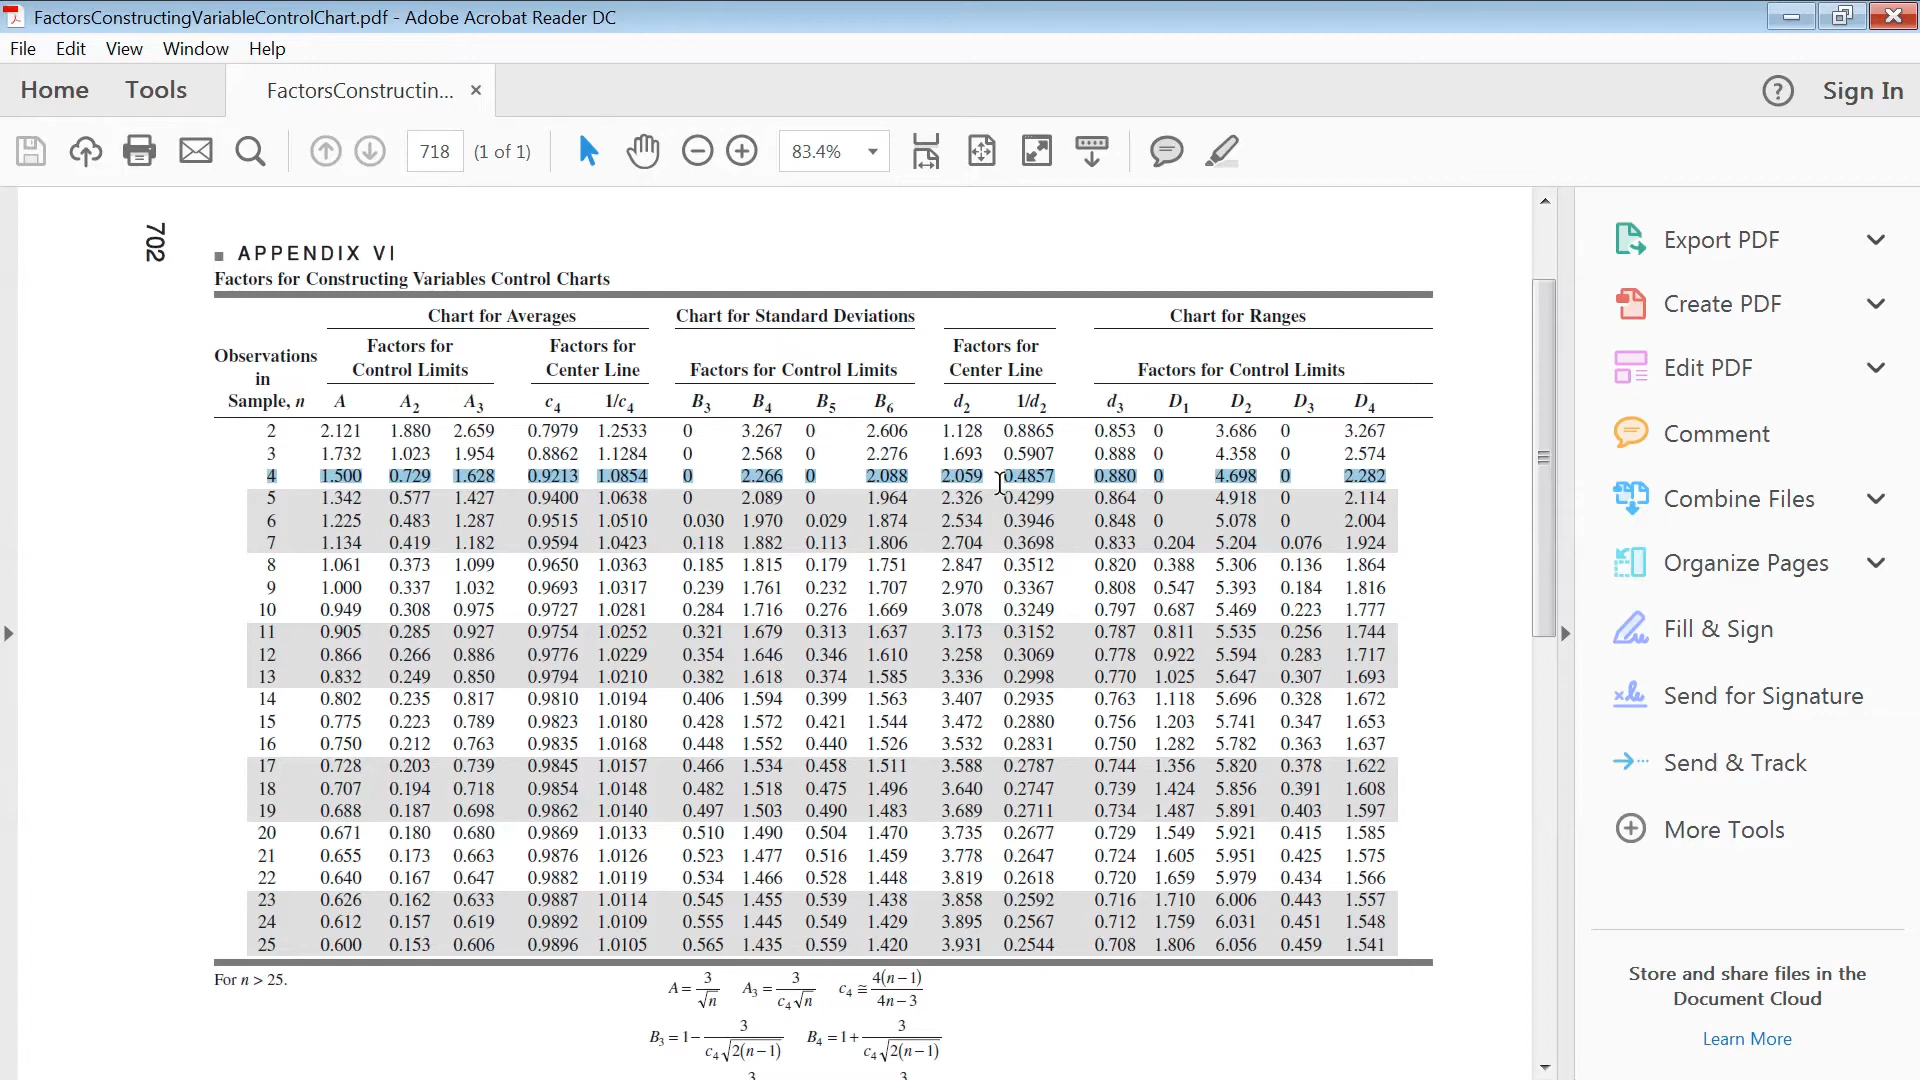 FactorsConstructingVariableControlChart.pdf - Adobe Acrobat Reader DC
File Edit View Window Help
Home Tools FactorsConstructin... × ? Sign In
718 (1 of 1) 83.4%
702
■ APPENDIX VI
Factors for Constructing Variables Control Charts
Chart for Averages Chart for Standard Deviations Chart for Ranges
Observations in Sample, n Factors for Control Limits Factors for Center Line Factors for Control Limits Factors for Center Line Factors for Control Limits
A A2 A3 c4 1/c4 B3 B4 B5 B6 d2 1/d2 d3 D1 D2 D3 D4
2 2.121 1.880 2.659 0.7979 1.2533 0 3.267 0 2.606 1.128 0.8865 0.853 0 3.686 0 3.267
3 1.732 1.023 1.954 0.8862 1.1284 0 2.568 0 2.276 1.693 0.5907 0.888 0 4.358 0 2.574
4 1.500 0.729 1.628 0.9213 1.0854 0 2.266 0 2.088 2.059 0.4857 0.880 0 4.698 0 2.282
5 1.342 0.577 1.427 0.9400 1.0638 0 2.089 0 1.964 2.326 0.4299 0.864 0 4.918 0 2.114
6 1.225 0.483 1.287 0.9515 1.0510 0.030 1.970 0.029 1.874 2.534 0.3946 0.848 0 5.078 0 2.004
7 1.134 0.419 1.182 0.9594 1.0423 0.118 1.882 0.113 1.806 2.704 0.3698 0.833 0.204 5.204 0.076 1.924
8 1.061 0.373 1.099 0.9650 1.0363 0.185 1.815 0.179 1.751 2.847 0.3512 0.820 0.388 5.306 0.136 1.864
9 1.000 0.337 1.032 0.9693 1.0317 0.239 1.761 0.232 1.707 2.970 0.3367 0.808 0.547 5.393 0.184 1.816
10 0.949 0.308 0.975 0.9727 1.0281 0.284 1.716 0.276 1.669 3.078 0.3249 0.797 0.687 5.469 0.223 1.777
11 0.905 0.285 0.927 0.9754 1.0252 0.321 1.679 0.313 1.637 3.173 0.3152 0.787 0.811 5.535 0.256 1.744
12 0.866 0.266 0.886 0.9776 1.0229 0.354 1.646 0.346 1.610 3.258 0.3069 0.778 0.922 5.594 0.283 1.717
13 0.832 0.249 0.850 0.9794 1.0210 0.382 1.618 0.374 1.585 3.336 0.2998 0.770 1.025 5.647 0.307 1.693
14 0.802 0.235 0.817 0.9810 1.0194 0.406 1.594 0.399 1.563 3.407 0.2935 0.763 1.118 5.696 0.328 1.672
15 0.775 0.223 0.789 0.9823 1.0180 0.428 1.572 0.421 1.544 3.472 0.2880 0.756 1.203 5.741 0.347 1.653
16 0.750 0.212 0.763 0.9835 1.0168 0.448 1.552 0.440 1.526 3.532 0.2831 0.750 1.282 5.782 0.363 1.637
17 0.728 0.203 0.739 0.9845 1.0157 0.466 1.534 0.458 1.511 3.588 0.2787 0.744 1.356 5.820 0.378 1.622
18 0.707 0.194 0.718 0.9854 1.0148 0.482 1.518 0.475 1.496 3.640 0.2747 0.739 1.424 5.856 0.391 1.608
19 0.688 0.187 0.698 0.9862 1.0140 0.497 1.503 0.490 1.483 3.689 0.2711 0.734 1.487 5.891 0.403 1.597
20 0.671 0.180 0.680 0.9869 1.0133 0.510 1.490 0.504 1.470 3.735 0.2677 0.729 1.549 5.921 0.415 1.585
21 0.655 0.173 0.663 0.9876 1.0126 0.523 1.477 0.516 1.459 3.778 0.2647 0.724 1.605 5.951 0.425 1.575
22 0.640 0.167 0.647 0.9882 1.0119 0.534 1.466 0.528 1.448 3.819 0.2618 0.720 1.659 5.979 0.434 1.566
23 0.626 0.162 0.633 0.9887 1.0114 0.545 1.455 0.539 1.438 3.858 0.2592 0.716 1.710 6.006 0.443 1.557
24 0.612 0.157 0.619 0.9892 1.0109 0.555 1.445 0.549 1.429 3.895 0.2567 0.712 1.759 6.031 0.451 1.548
25 0.600 0.153 0.606 0.9896 1.0105 0.565 1.435 0.559 1.420 3.931 0.2544 0.708 1.806 6.056 0.459 1.541
For n > 25.
A = 3/√n A3 = 3/(c4√n) c4 ≅ 4(n−1)/(4n−3)
B3 = 1− 3/(c4√2(n−1)) B4 = 1+ 3/(c4√2(n−1))
3 3
Export PDF
Create PDF
Edit PDF
Comment
Combine Files
Organize Pages
Fill & Sign
Send for Signature
Send & Track
More Tools
Store and share files in the
Document Cloud
Learn More